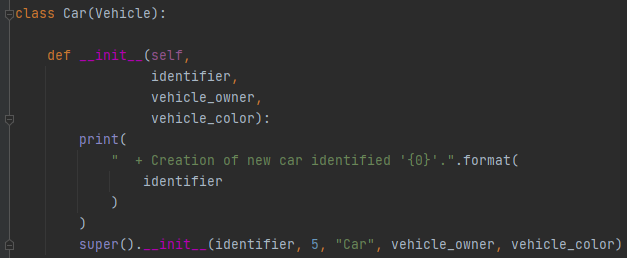 class Car(Vehicle):
def __init__(self,
identifier,
vehicle_owner,
vehicle_color):
print(
"  + Creation of new car identified '{0}'.".format(
identifier
)
)
super().__init__(identifier, 5, "Car", vehicle_owner, vehicle_color)